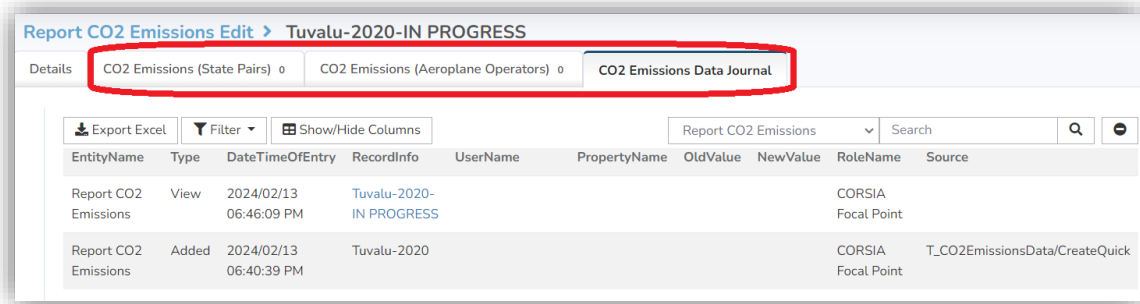 Report CO2 Emissions Edit > Tuvalu-2020-IN PROGRESS
Details CO2 Emissions (State Pairs) 0 CO2 Emissions (Aeroplane Operators) 0 CO2 Emissions Data Journal
Export Excel Filter Show/Hide Columns Report CO2 Emissions Search
EntityName Type DateTimeOfEntry RecordInfo UserName PropertyName OldValue NewValue RoleName Source
Report CO2 View 2024/02/13 Tuvalu-2020- CORSIA
Emissions 06:46:09 PM IN PROGRESS Focal Point
Report CO2 Added 2024/02/13 Tuvalu-2020 CORSIA T_CO2EmissionsData/CreateQuick
Emissions 06:40:39 PM Focal Point